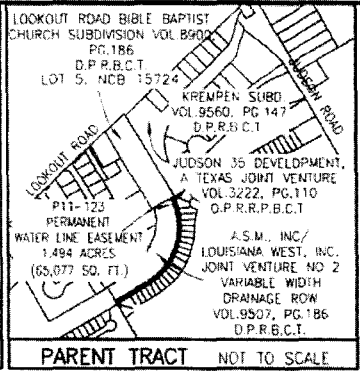 LOOKOUT ROAD BIBLE BAPTIST
CHURCH SUBDIVISION VOL.8900,
PG.186
D.P.R.B.C.T.
LOT 5, NCB 15724
JUDSON ROAD
KREMPEN SUBD
VOL.9560, PG 147
D.P.R.B.C.T
LOOKOUT ROAD
JUDSON 35 DEVELOPMENT,
A TEXAS JOINT VENTURE
VOL.3222, PG.110
O.P.R.R.P.B.C.T
P11-123
PERMANENT
WATER LINE EASEMENT
1.494 ACRES
(65,077 SQ. FT.)
A.S.M., INC/
LOUISIANA WEST, INC.
JOINT VENTURE NO 2
VARIABLE WIDTH
DRAINAGE ROW
VOL.9507, PG.186
D.P.R.B.C.T.
PARENT TRACT NOT TO SCALE